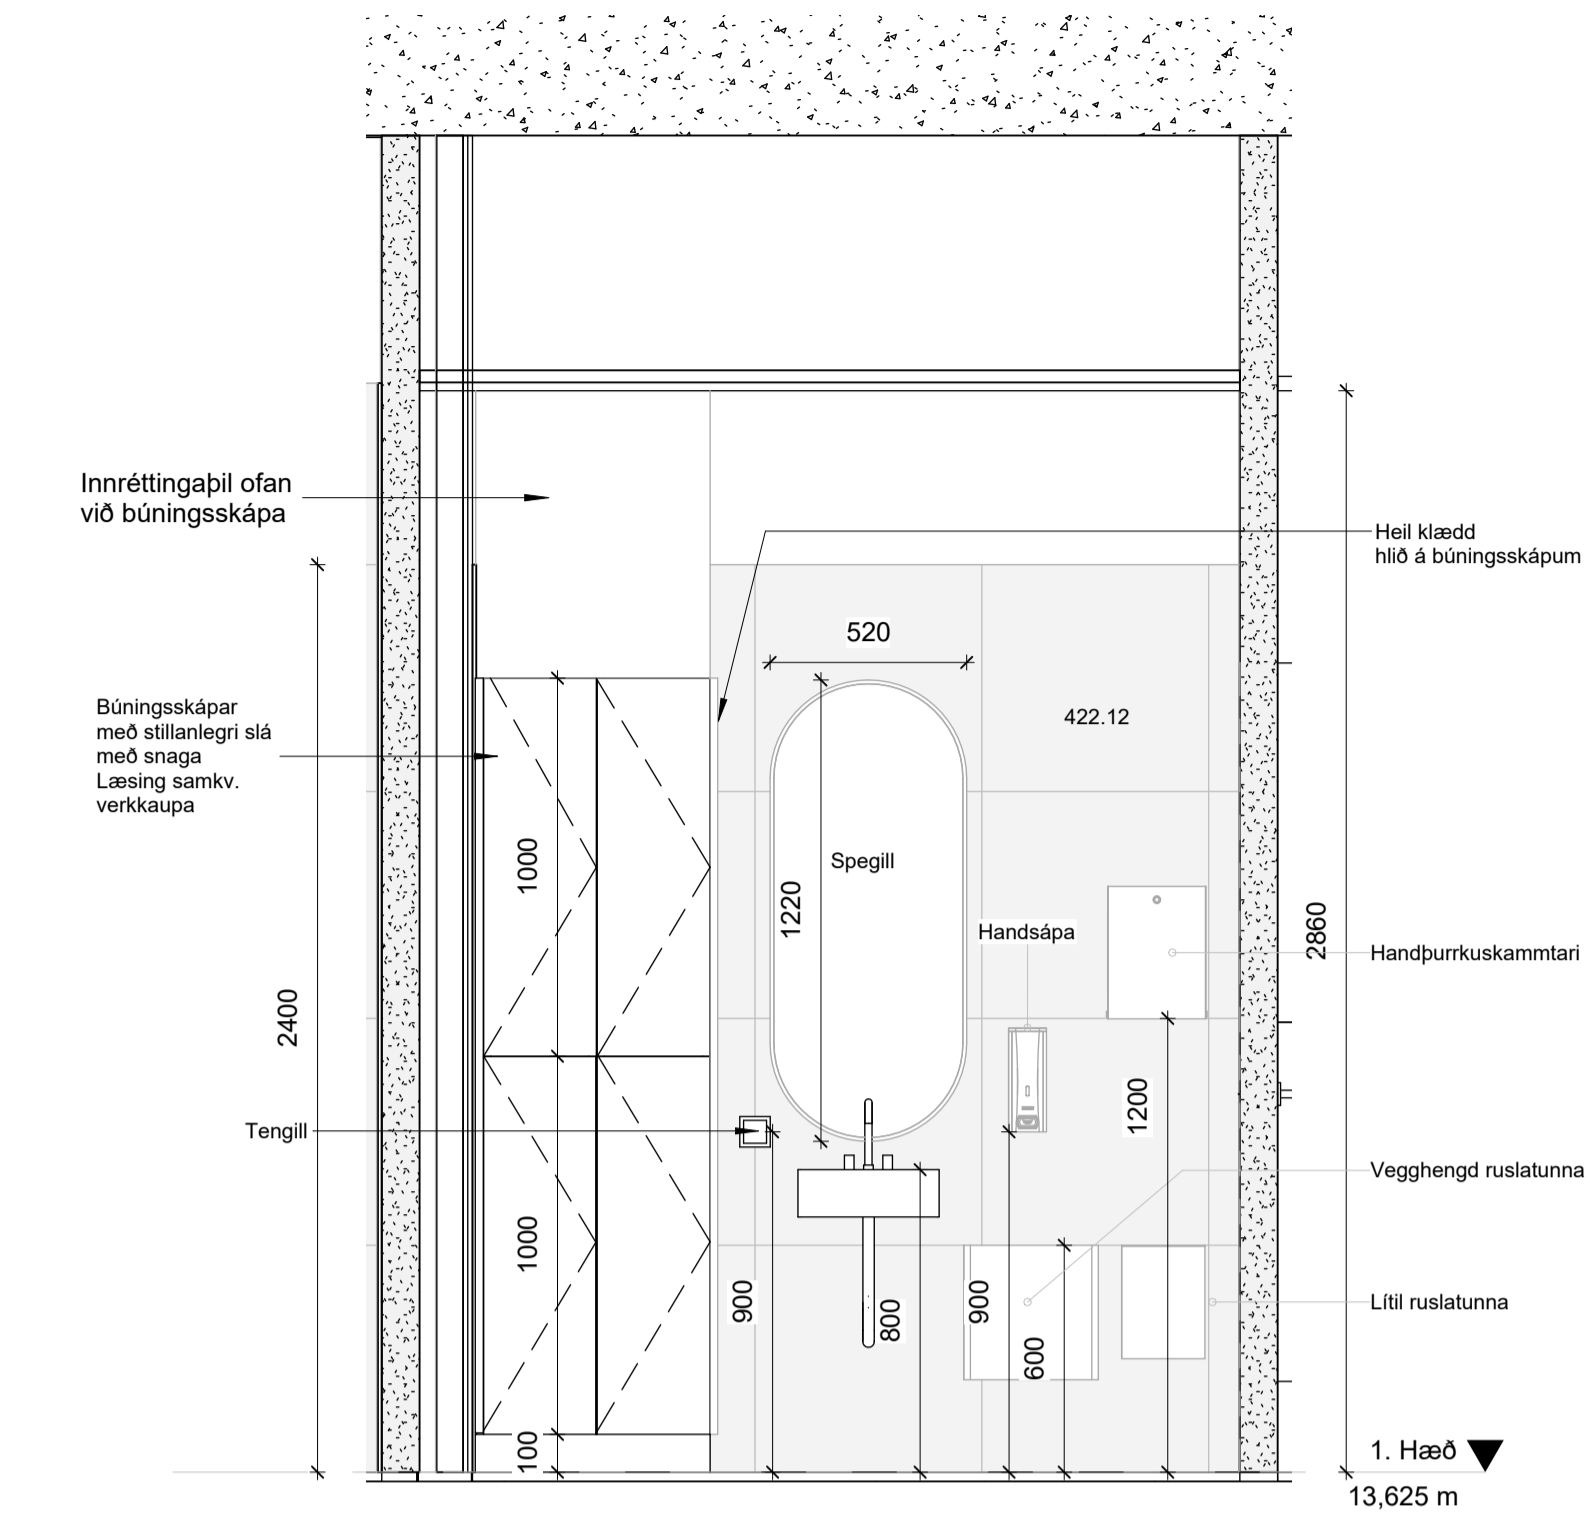 Innréttingaþil ofan
við búningsskápa
Heil klædd
hlið á búningsskápum
520
Búningsskápar
með stillanlegri slá
með snaga
Læsing samkv.
verkkaupa
422.12
1000
Spegill
1220
Handsápa
2860
Handþurrkuskammtari
2400
1200
Tengill
Vegghengd ruslatunna
1000
900
800
900
600
Lítil ruslatunna
100
1. Hæð
13,625 m